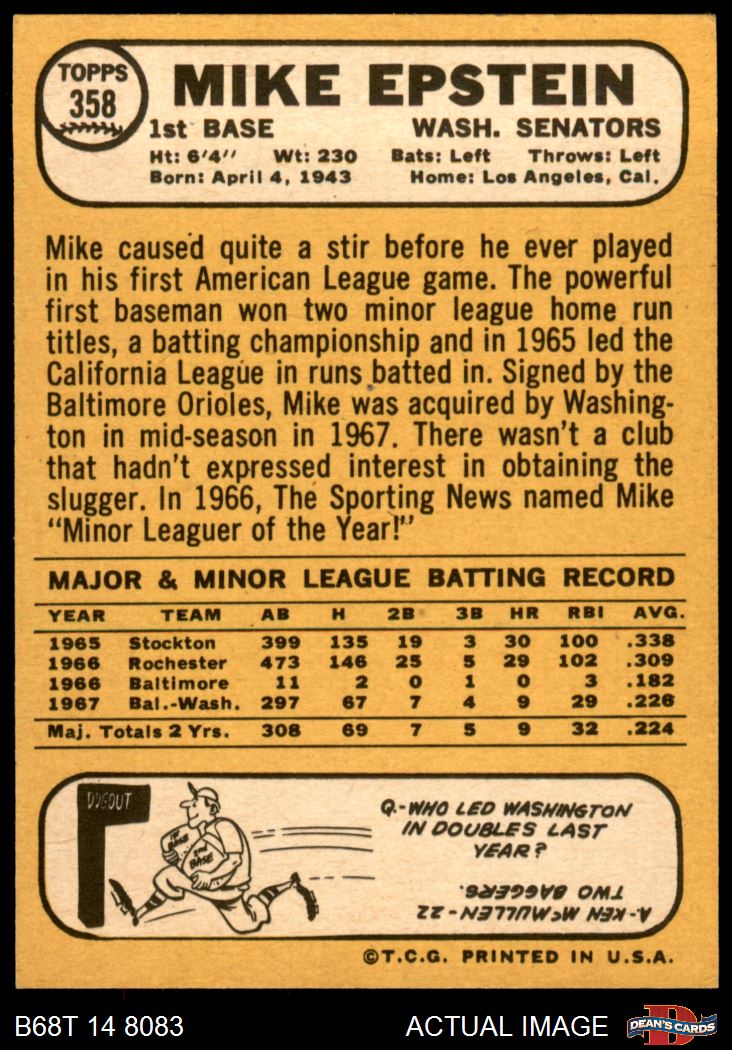 TOPPS
358
MIKE EPSTEIN
1st BASE WASH. SENATORS
Ht: 6'4" Wt: 230 Bats: Left Throws: Left
Born: April 4, 1943 Home: Los Angeles, Cal.
Mike caused quite a stir before he ever played
in his first American League game. The powerful
first baseman won two minor league home run
titles, a batting championship and in 1965 led the
California League in runs batted in. Signed by the
Baltimore Orioles, Mike was acquired by Washing-
ton in mid-season in 1967. There wasn't a club
that hadn't expressed interest in obtaining the
slugger. In 1966, The Sporting News named Mike
"Minor Leaguer of the Year!"
MAJOR & MINOR LEAGUE BATTING RECORD
YEAR TEAM AB H 2B 3B HR RBI AVG.
1965 Stockton 399 135 19 3 30 100 .338
1966 Rochester 473 146 25 5 29 102 .309
1966 Baltimore 11 2 0 1 0 3 .182
1967 Bal.-Wash. 297 67 7 4 9 29 .226
Maj. Totals 2 Yrs. 308 69 7 5 9 32 .224
DUGOUT
1ST BASE
2ND BASE
Q.-WHO LED WASHINGTON
IN DOUBLES LAST
YEAR?
A-KEN McMULLEN-22
TWO BAGGERS.
©T.C.G. PRINTED IN U.S.A.
B68T 14 8083 ACTUAL IMAGE DEAN'S CARDS